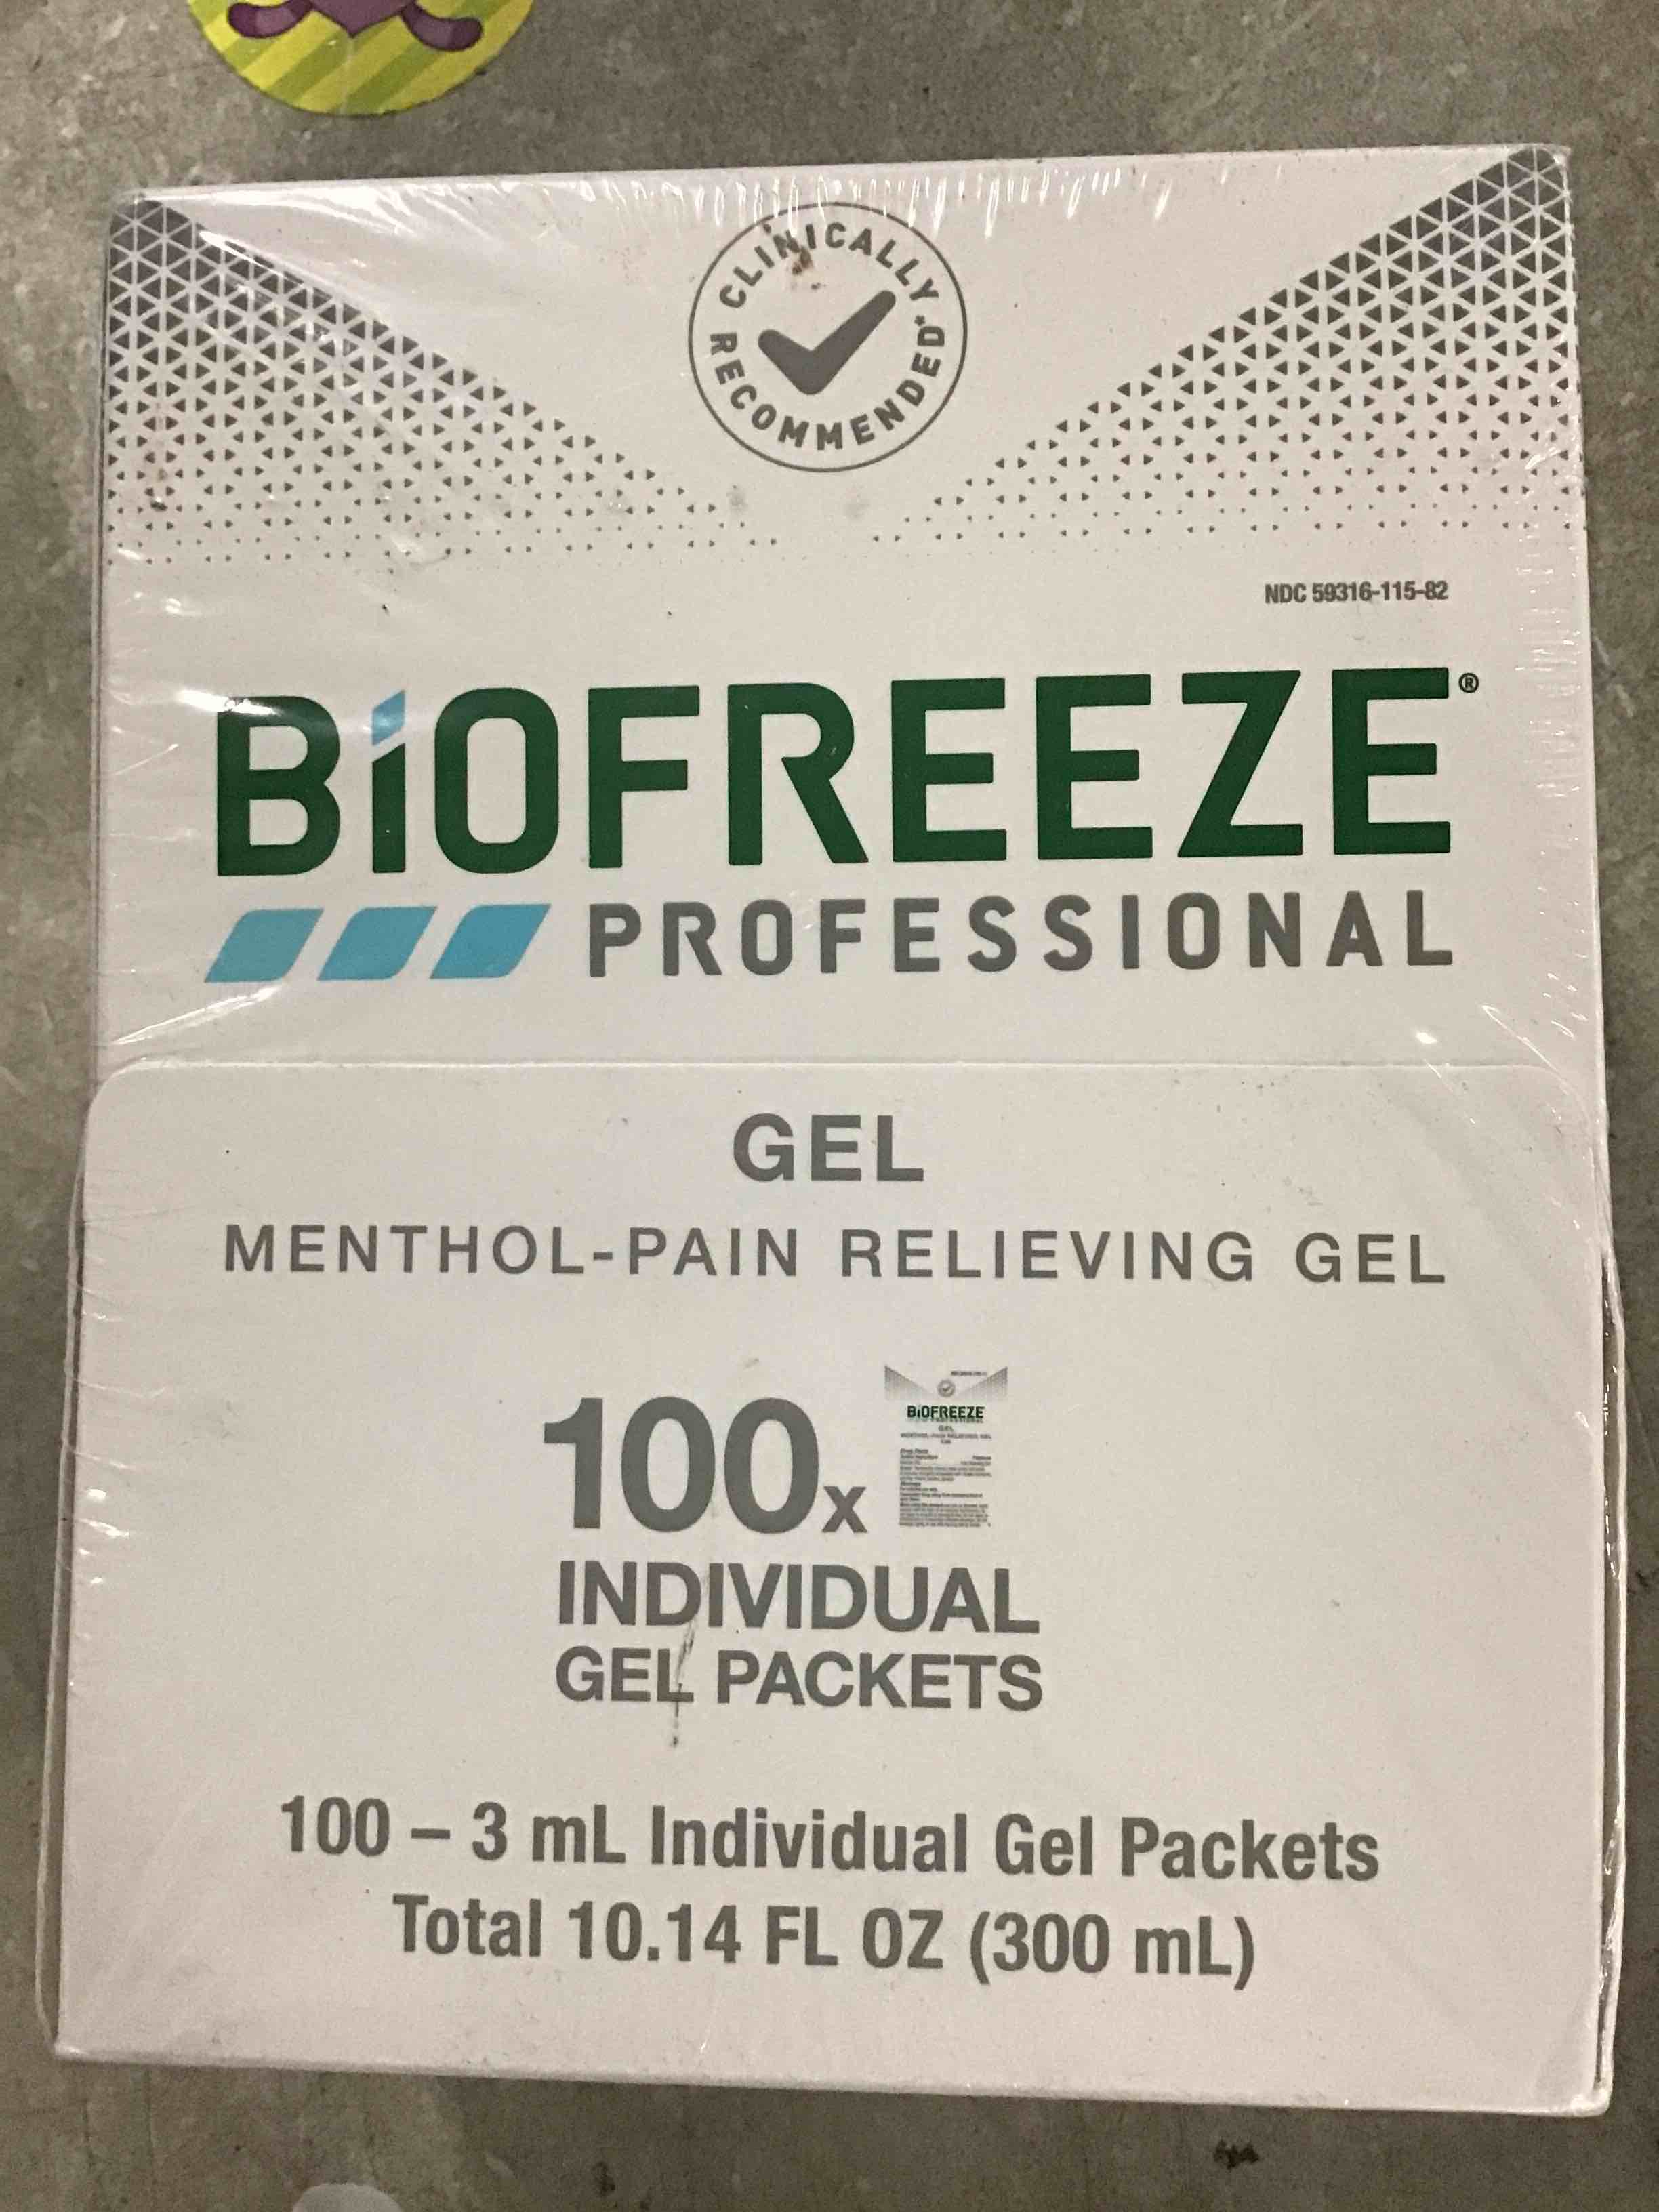 CLINICALLY
RECOMMENDED*
NDC 59316-115-82
BiOFREEZE®
PROFESSIONAL
GEL
MENTHOL-PAIN RELIEVING GEL
100x
BiOFREEZE
INDIVIDUAL
GEL PACKETS
100 – 3 mL Individual Gel Packets
Total 10.14 FL OZ (300 mL)